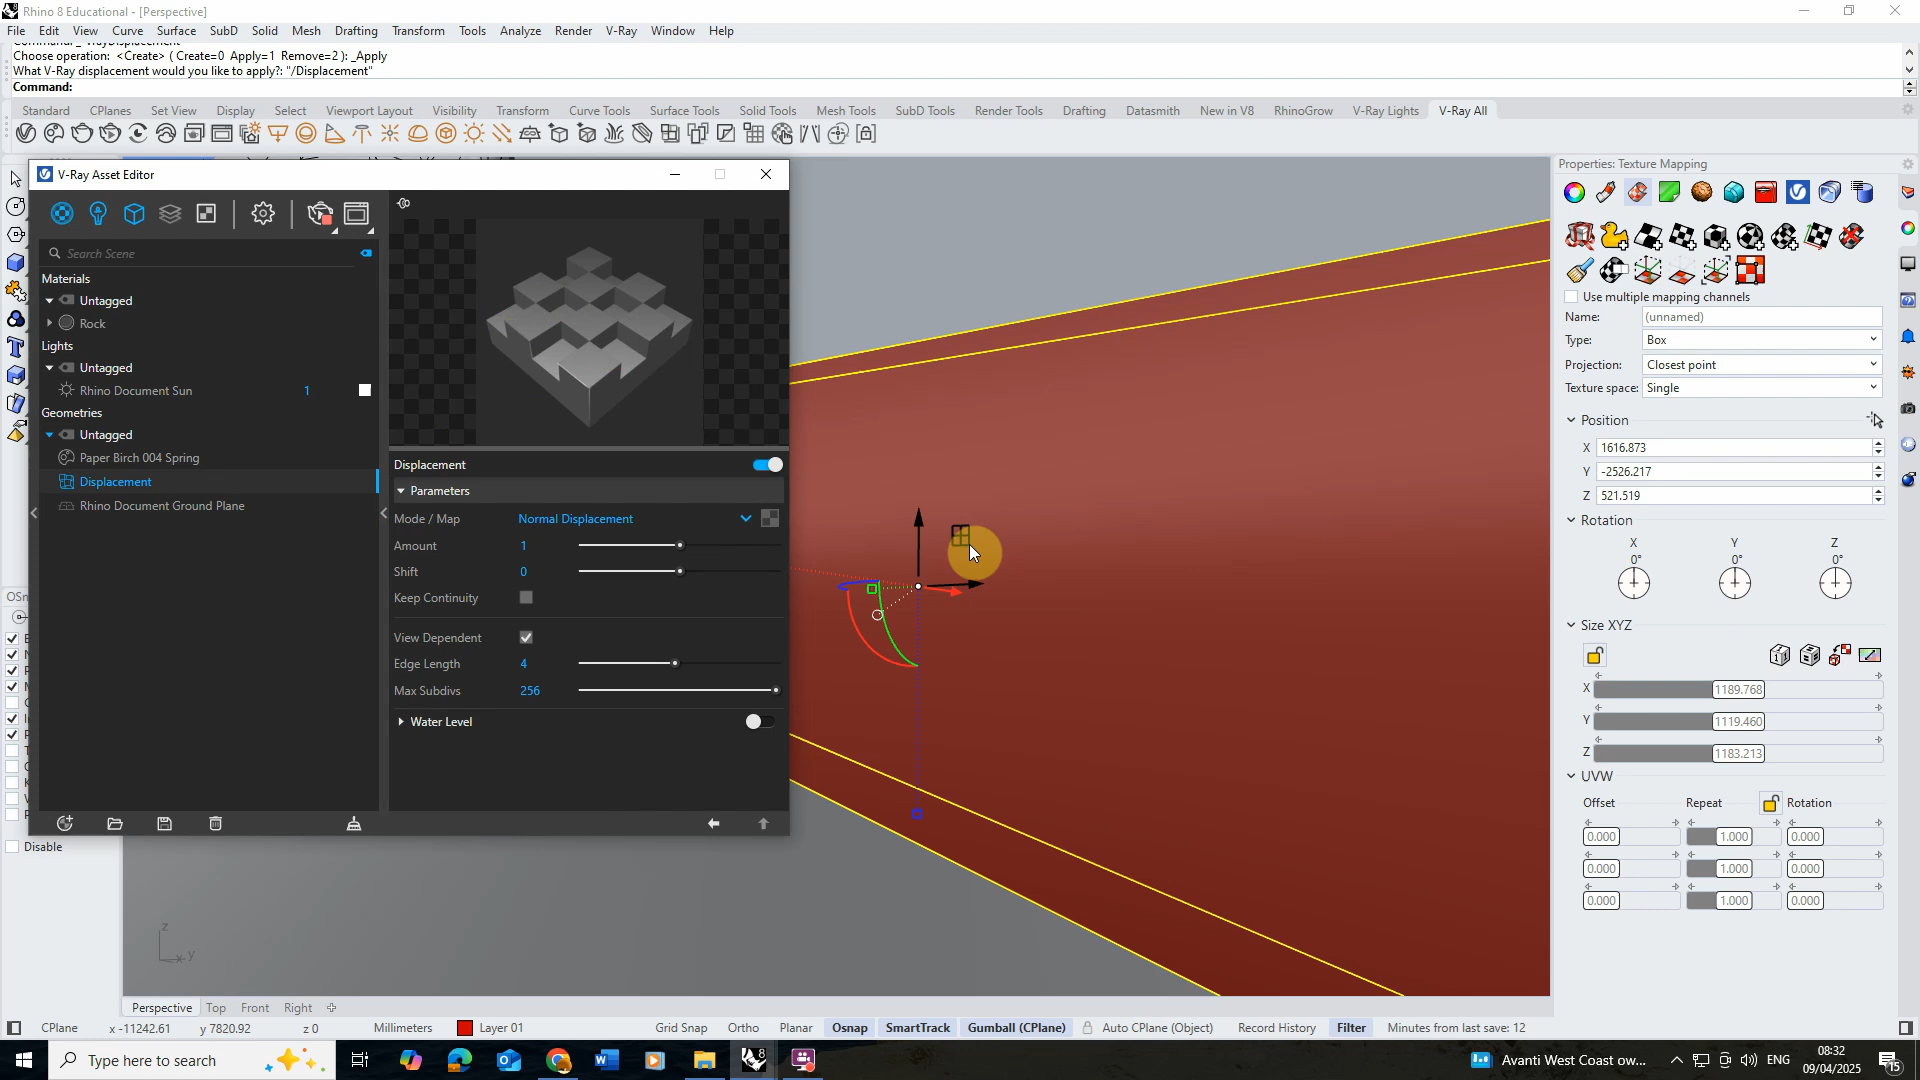 Rhino 8 Educational - [Perspective]
File Edit View Curve Surface SubD Solid Mesh Drafting Transform Tools Analyze Render V-Ray Window Help
Choose operation: <Create> ( Create=0 Apply=1 Remove=2 ): _Apply
What V-Ray displacement would you like to apply?: "/Displacement"
Command:
Standard CPlanes Set View Display Select Viewport Layout Visibility Transform Curve Tools Surface Tools Solid Tools Mesh Tools SubD Tools Render Tools Drafting Datasmith New in V8 RhinoGrow V-Ray Lights V-Ray All
V-Ray Asset Editor
Search Scene
Materials
Untagged
Rock
Lights
Untagged
Rhino Document Sun 1
Geometries
Untagged
Paper Birch 004 Spring
Displacement
Rhino Document Ground Plane
Displacement
Parameters
Mode / Map Normal Displacement
Amount 1
Shift 0
Keep Continuity
View Dependent
Edge Length 4
Max Subdivs 256
Water Level
Properties: Texture Mapping
Use multiple mapping channels
Name: (unnamed)
Type: Box
Projection: Closest point
Texture space: Single
Position
X 1616.873
Y -2526.217
Z 521.519
Rotation
X Y Z
0° 0° 0°
Size XYZ
X 1189.768
Y 1119.460
Z 1183.213
UVW
Offset Repeat Rotation
0.000 1.000 0.000
0.000 1.000 0.000
0.000 1.000 0.000
Disable
z
y
Perspective Top Front Right
CPlane x -11242.61 y 7820.92 z 0 Millimeters Layer 01 Grid Snap Ortho Planar Osnap SmartTrack Gumball (CPlane) Auto CPlane (Object) Record History Filter Minutes from last save: 12
Type here to search
Avanti West Coast ow...
ENG
08:32
09/04/2025
15